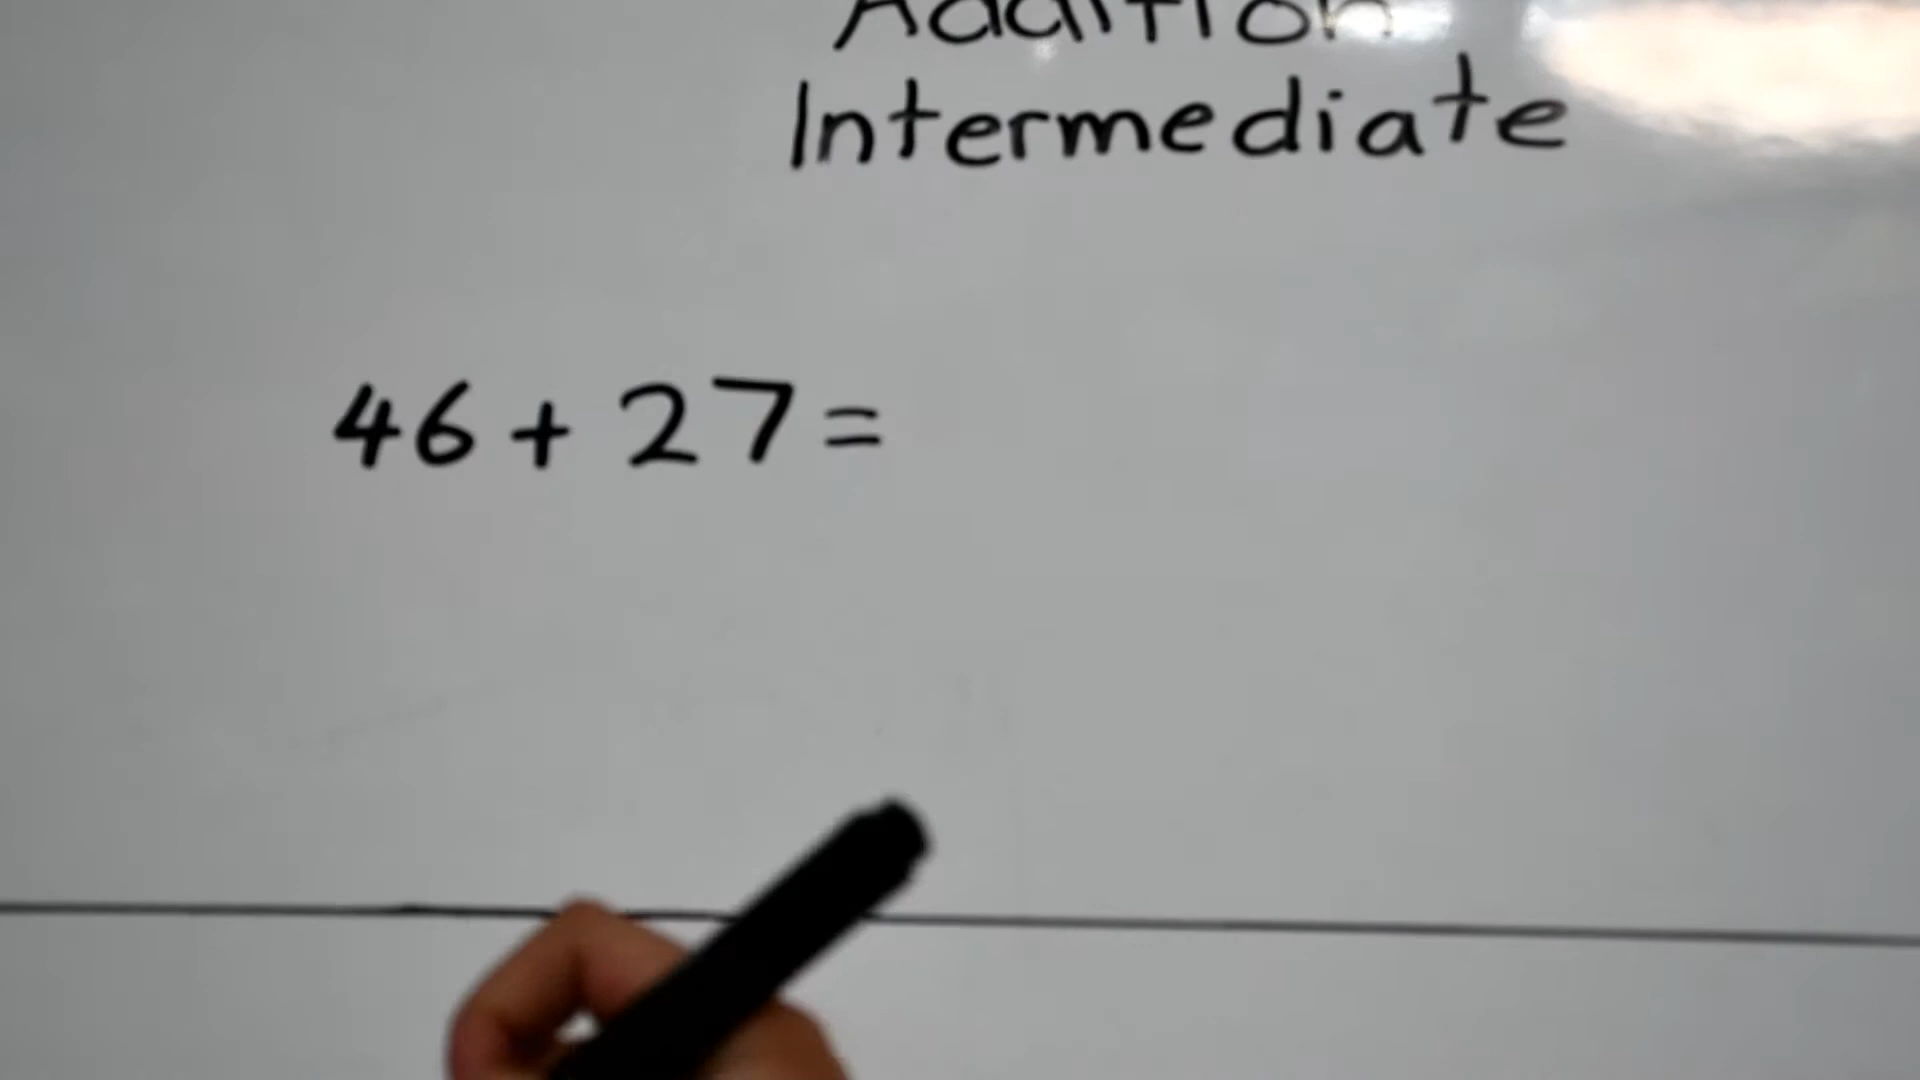 Addition
Intermediate
46 + 27 =